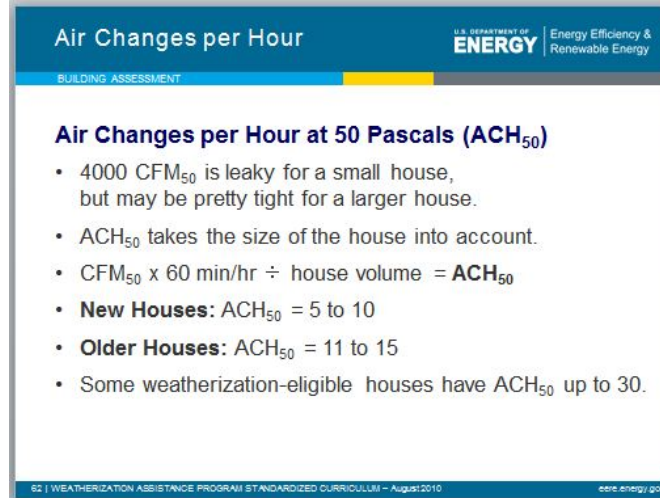 Air Changes per Hour
U.S. DEPARTMENT OF
ENERGY
Energy Efficiency &
Renewable Energy
BUILDING ASSESSMENT
Air Changes per Hour at 50 Pascals (ACH₅₀)
• 4000 CFM₅₀ is leaky for a small house,
but may be pretty tight for a larger house.
• ACH₅₀ takes the size of the house into account.
• CFM₅₀ x 60 min/hr ÷ house volume = ACH₅₀
• New Houses: ACH₅₀ = 5 to 10
• Older Houses: ACH₅₀ = 11 to 15
• Some weatherization-eligible houses have ACH₅₀ up to 30.
62 | WEATHERIZATION ASSISTANCE PROGRAM STANDARDIZED CURRICULUM – August 2010
eere.energy.go